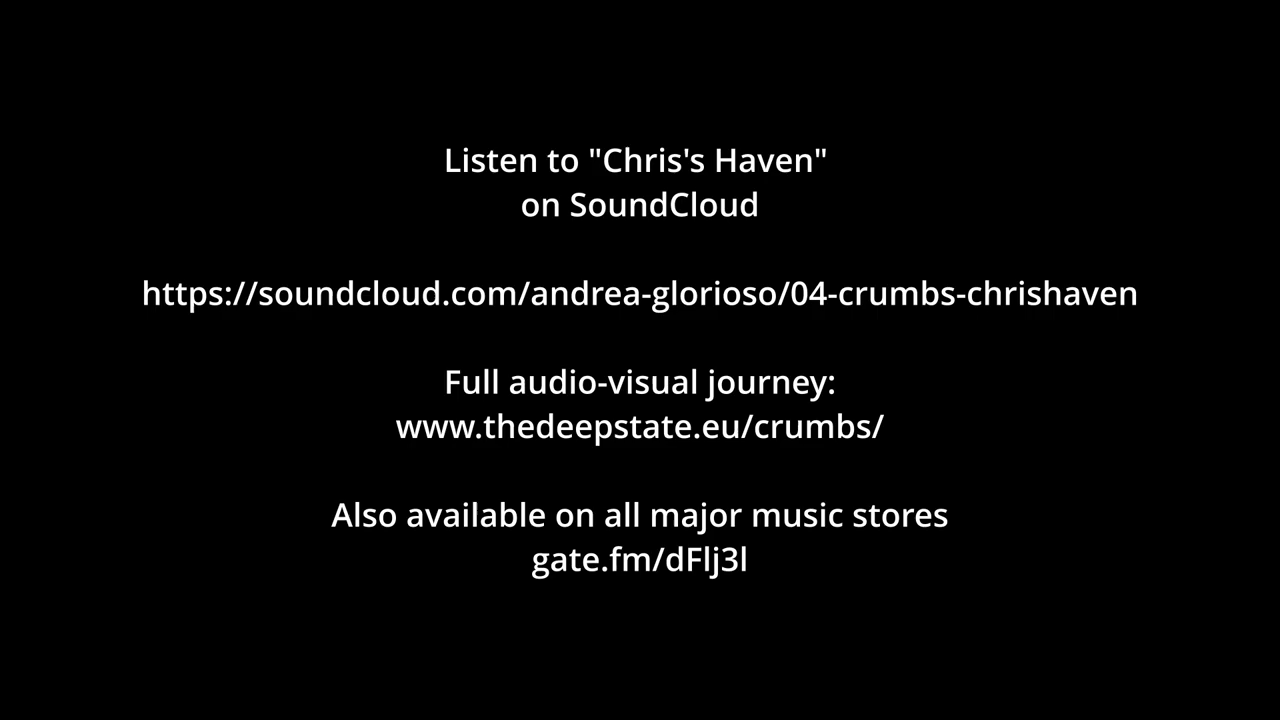 Listen to "Chris's Haven"
on SoundCloud
https://soundcloud.com/andrea-glorioso/04-crumbs-chrishaven
Full audio-visual journey:
www.thedeepstate.eu/crumbs/
Also available on all major music stores
gate.fm/dFlj3l